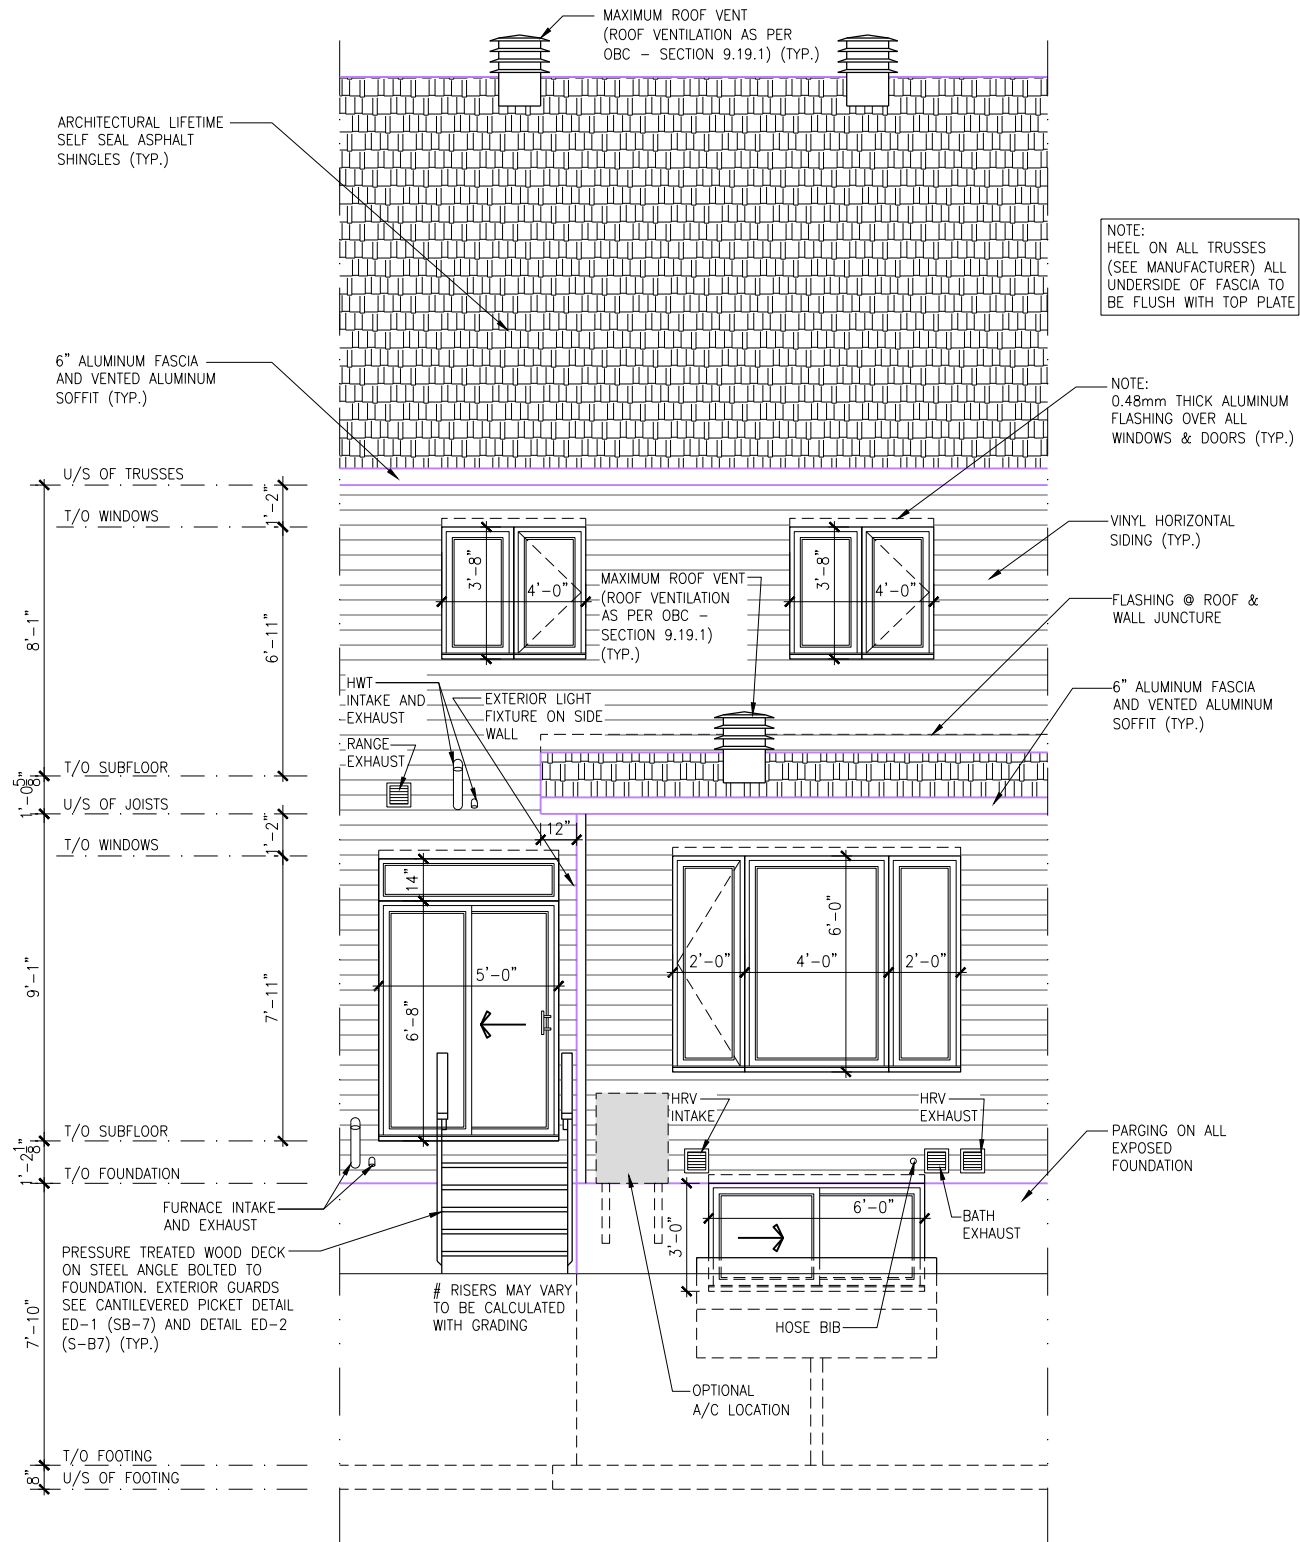 MAXIMUM ROOF VENT
(ROOF VENTILATION AS PER
OBC - SECTION 9.19.1) (TYP.)
ARCHITECTURAL LIFETIME
SELF SEAL ASPHALT
SHINGLES (TYP.)
NOTE:
HEEL ON ALL TRUSSES
(SEE MANUFACTURER) ALL
UNDERSIDE OF FASCIA TO
BE FLUSH WITH TOP PLATE
6" ALUMINUM FASCIA
AND VENTED ALUMINUM
SOFFIT (TYP.)
NOTE:
0.48mm THICK ALUMINUM
FLASHING OVER ALL
WINDOWS & DOORS (TYP.)
U/S OF TRUSSES
1'-2"
T/O WINDOWS
VINYL HORIZONTAL
SIDING (TYP.)
3'-8"
4'-0"
3'-8"
4'-0"
MAXIMUM ROOF VENT
(ROOF VENTILATION
AS PER OBC -
SECTION 9.19.1)
(TYP.)
FLASHING @ ROOF &
WALL JUNCTURE
8'-1"
6'-11"
HWT
INTAKE AND
EXHAUST
EXTERIOR LIGHT
FIXTURE ON SIDE
WALL
6" ALUMINUM FASCIA
AND VENTED ALUMINUM
SOFFIT (TYP.)
RANGE
EXHAUST
T/O SUBFLOOR
1'-0 5/8"
U/S OF JOISTS
1'-2"
12"
T/O WINDOWS
14"
6'-0"
2'-0"
4'-0"
2'-0"
5'-0"
9'-1"
7'-11"
6'-8"
HRV
INTAKE
HRV
EXHAUST
T/O SUBFLOOR
PARGING ON ALL
EXPOSED
FOUNDATION
1'-2 1/8"
T/O FOUNDATION
FURNACE INTAKE
AND EXHAUST
6'-0"
BATH
EXHAUST
3'-0"
PRESSURE TREATED WOOD DECK
ON STEEL ANGLE BOLTED TO
FOUNDATION. EXTERIOR GUARDS
SEE CANTILEVERED PICKET DETAIL
ED-1 (SB-7) AND DETAIL ED-2
(S-B7) (TYP.)
# RISERS MAY VARY
TO BE CALCULATED
WITH GRADING
HOSE BIB
7'-10"
OPTIONAL
A/C LOCATION
T/O FOOTING
8"
U/S OF FOOTING